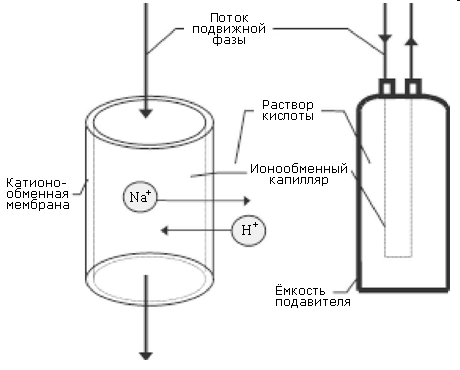 Поток
подвижной
фазы
Раствор
кислоты
Ионообменный
капилляр
Катионо-
обменная
мембрана
Na+
H+
Ёмкость
подавителя